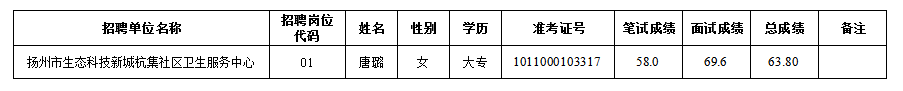 招聘单位名称 招聘岗位代码 姓名 性别 学历 准考证号 笔试成绩 面试成绩 总成绩 备注
扬州市生态科技新城杭集社区卫生服务中心 01 唐璐 女 大专 1011000103317 58.0 69.6 63.80